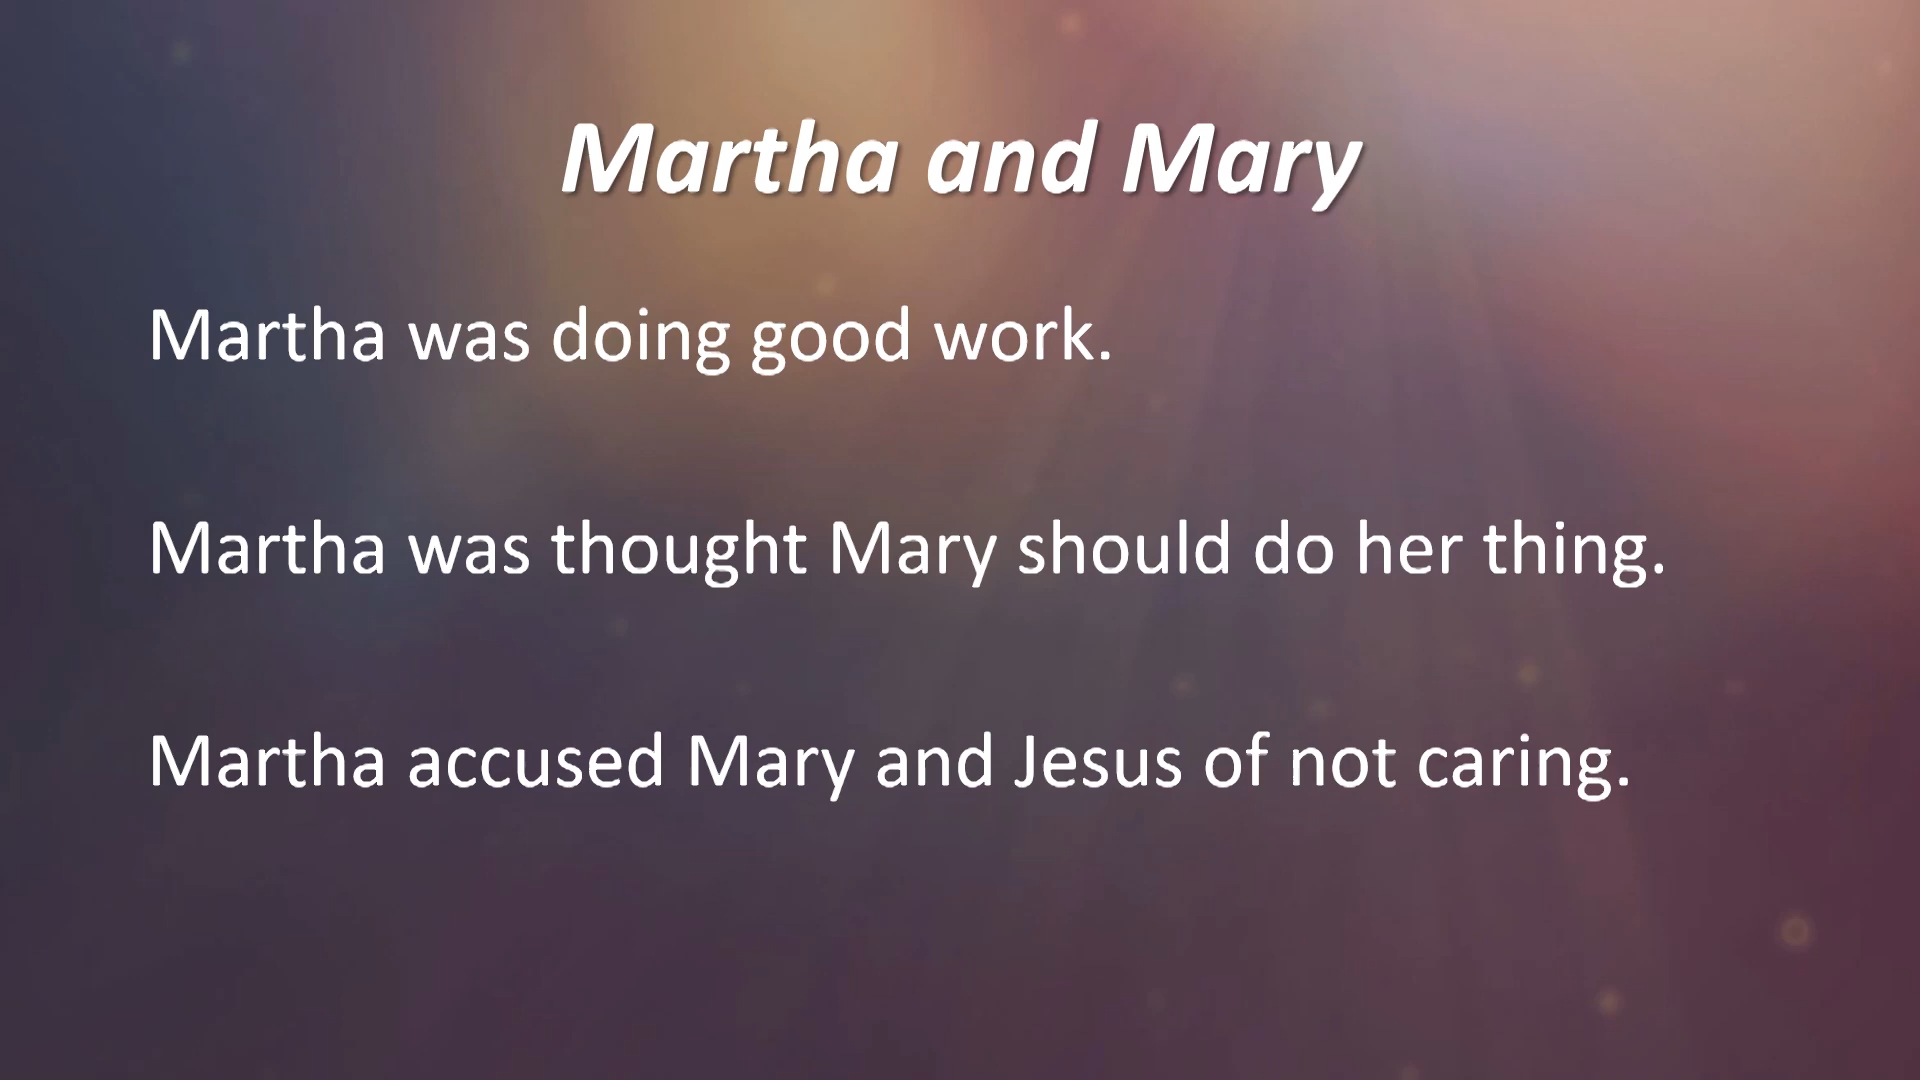 Martha and Mary
Martha was doing good work.
Martha was thought Mary should do her thing.
Martha accused Mary and Jesus of not caring.